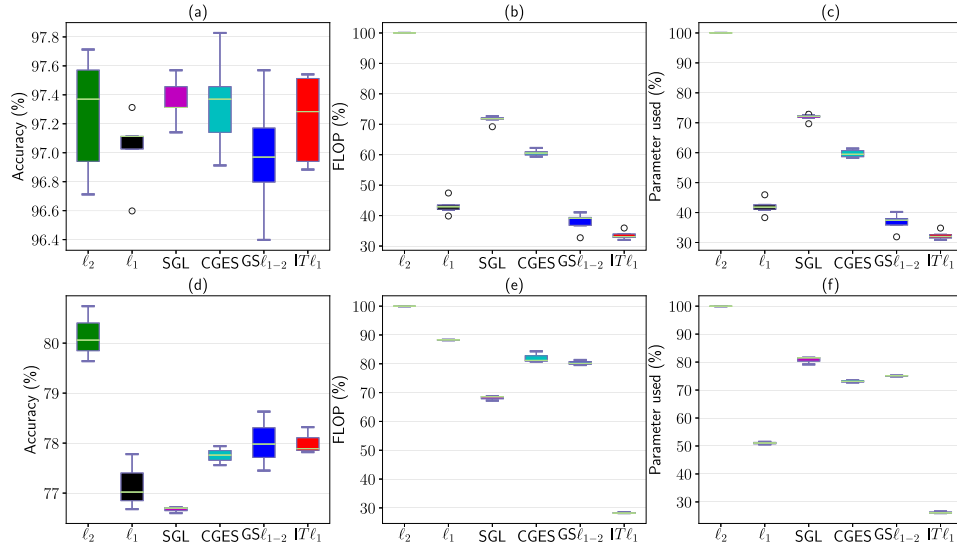 (a)
Accuracy (%)
97.8
97.6
97.4
97.2
97.0
96.8
96.6
96.4
ℓ₂ ℓ₁ SGL CGES GSℓ₁₋₂ ITℓ₁
(b)
FLOP (%)
100
90
80
70
60
50
40
30
ℓ₂ ℓ₁ SGL CGES GSℓ₁₋₂ ITℓ₁
(c)
Parameter used (%)
100
90
80
70
60
50
40
30
ℓ₂ ℓ₁ SGL CGES GSℓ₁₋₂ ITℓ₁
(d)
Accuracy (%)
80
79
78
77
ℓ₂ ℓ₁ SGL CGES GSℓ₁₋₂ ITℓ₁
(e)
FLOP (%)
100
90
80
70
60
50
40
30
ℓ₂ ℓ₁ SGL CGES GSℓ₁₋₂ ITℓ₁
(f)
Parameter used (%)
100
90
80
70
60
50
40
30
ℓ₂ ℓ₁ SGL CGES GSℓ₁₋₂ ITℓ₁